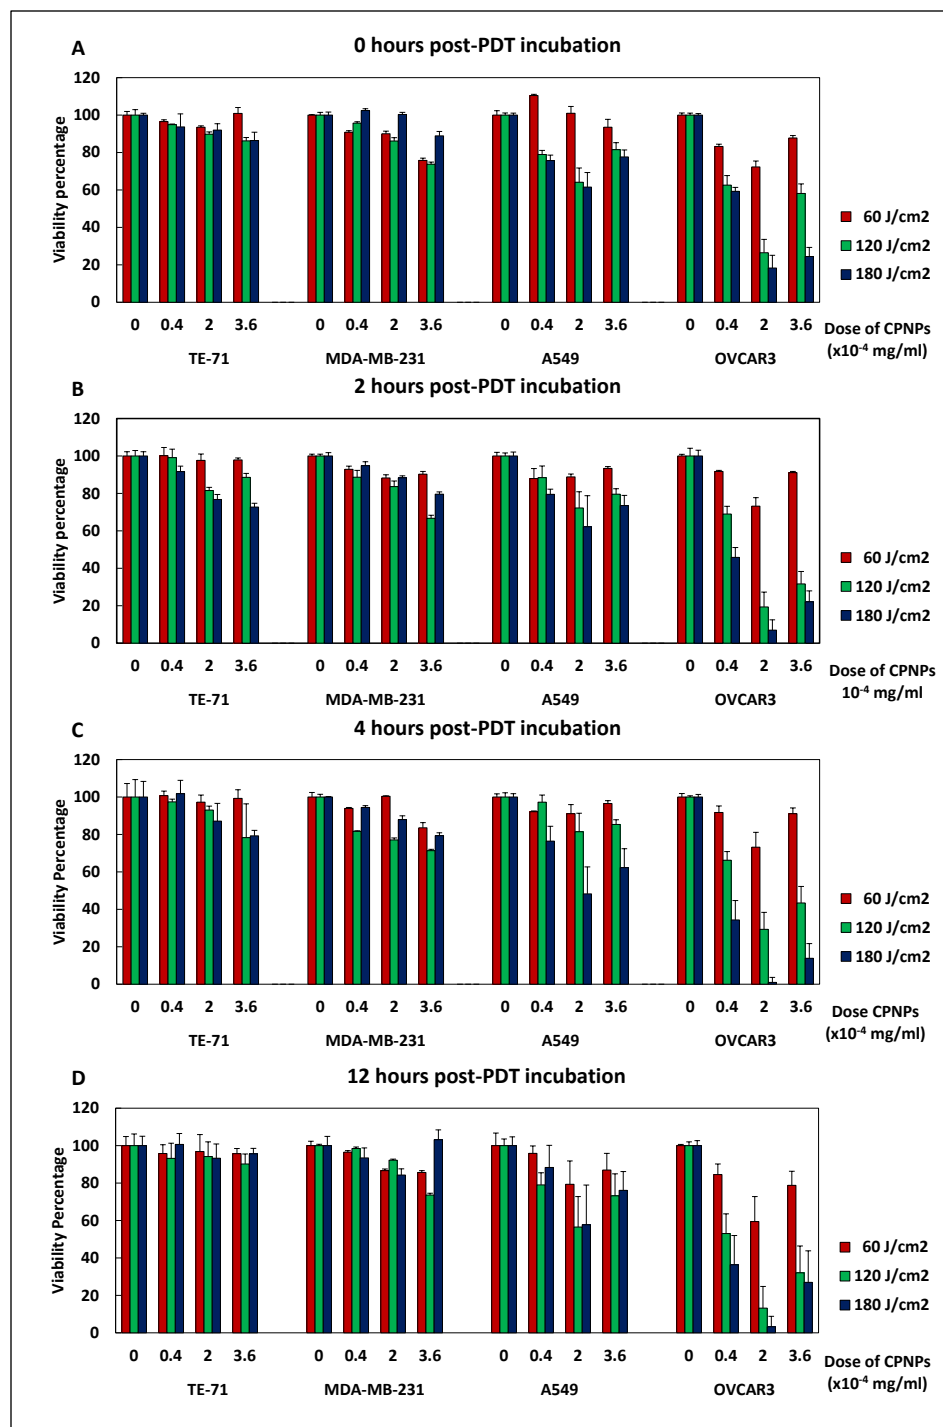 A
0 hours post-PDT incubation
120
100
80
60
40
20
0
Viability percentage
60 J/cm2
120 J/cm2
180 J/cm2
0 0.4 2 3.6 0 0.4 2 3.6 0 0.4 2 3.6 0 0.4 2 3.6
TE-71 MDA-MB-231 A549 OVCAR3
Dose of CPNPs
(x10-4 mg/ml)
B
2 hours post-PDT incubation
120
100
80
60
40
20
0
Viability percentage
60 J/cm2
120 J/cm2
180 J/cm2
0 0.4 2 3.6 0 0.4 2 3.6 0 0.4 2 3.6 0 0.4 2 3.6
TE-71 MDA-MB-231 A549 OVCAR3
Dose of CPNPs
10-4 mg/ml
C
4 hours post-PDT incubation
120
100
80
60
40
20
0
Viability Percentage
60 J/cm2
120 J/cm2
180 J/cm2
0 0.4 2 3.6 0 0.4 2 3.6 0 0.4 2 3.6 0 0.4 2 3.6
TE-71 MDA-MB-231 A549 OVCAR3
Dose CPNPs
(x10-4 mg/ml)
D
12 hours post-PDT incubation
120
100
80
60
40
20
0
Viability Percentage
60 J/cm2
120 J/cm2
180 J/cm2
0 0.4 2 3.6 0 0.4 2 3.6 0 0.4 2 3.6 0 0.4 2 3.6
TE-71 MDA-MB-231 A549 OVCAR3
Dose of CPNPs
(x10-4 mg/ml)